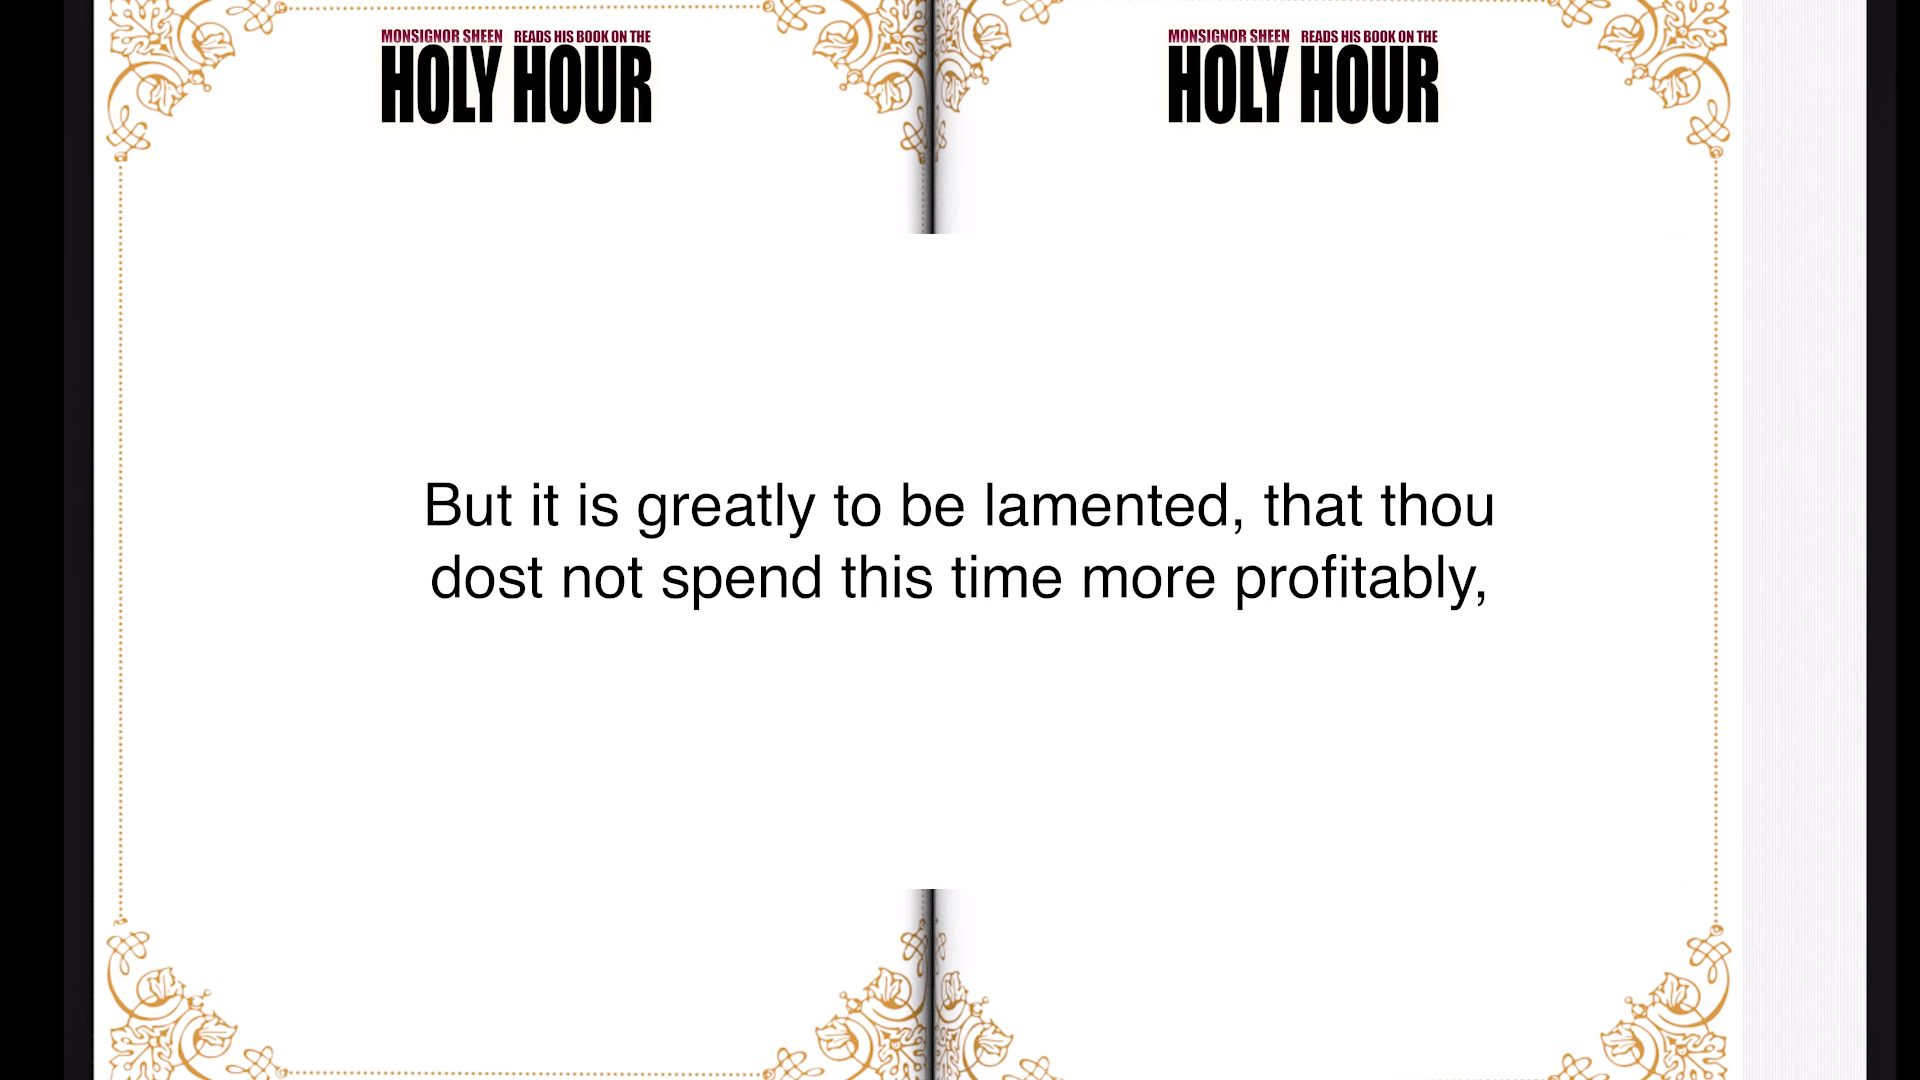 MONSIGNOR SHEEN READS HIS BOOK ON THE
HOLY HOUR
MONSIGNOR SHEEN READS HIS BOOK ON THE
HOLY HOUR
But it is greatly to be lamented, that thou
dost not spend this time more profitably,